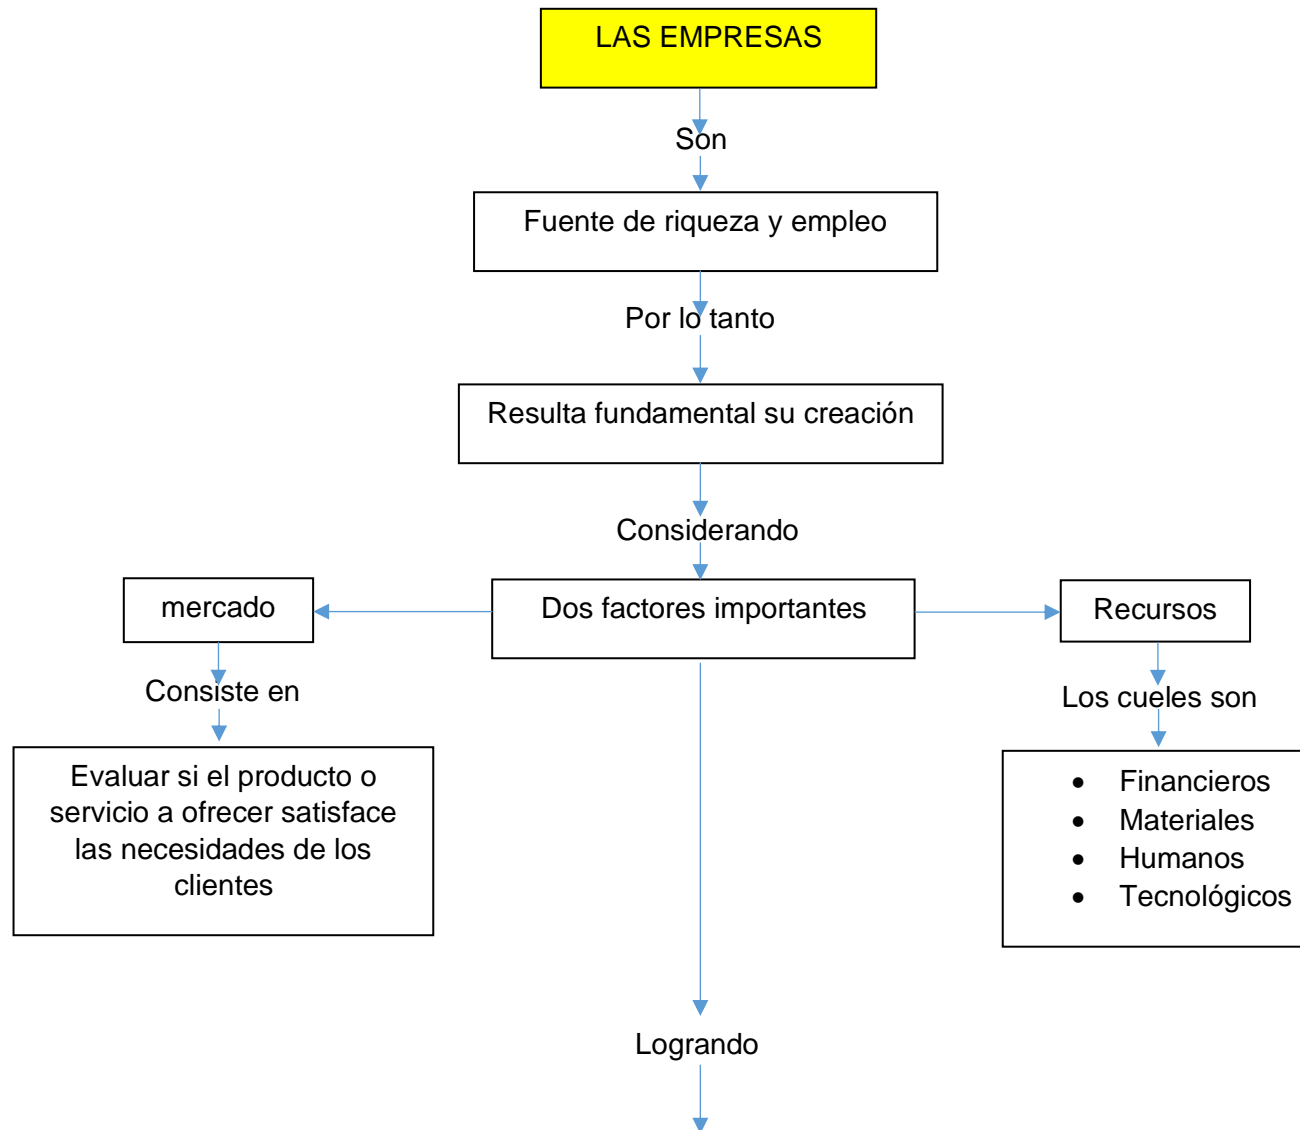 LAS EMPRESAS
Son
Fuente de riqueza y empleo
Por lo tanto
Resulta fundamental su creación
Considerando
mercado
Dos factores importantes
Recursos
Consiste en
Los cueles son
Evaluar si el producto o
servicio a ofrecer satisface
las necesidades de los
clientes
• Financieros
• Materiales
• Humanos
• Tecnológicos
Logrando